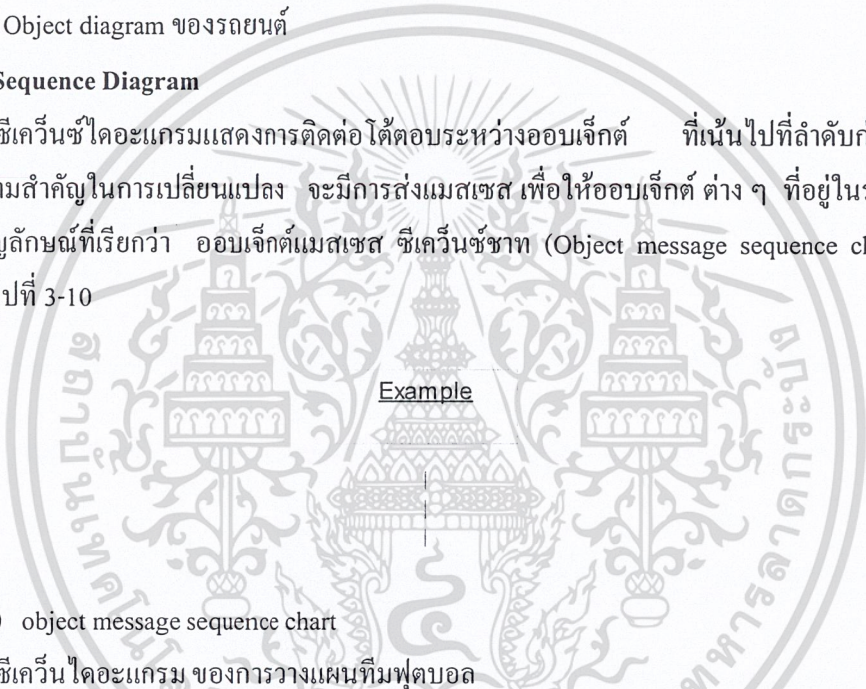 Object diagram ของรถยนต์
Sequence Diagram
ซีเคว็นซ์ไดอะแกรมแสดงการติดต่อโต้ตอบระหว่างออบเจ็กต์ ที่เน้นไปที่ลำดับก
ามสำคัญในการเปลี่ยนแปลง จะมีการส่งแมสเซส เพื่อให้ออบเจ็กต์ ต่าง ๆ ที่อยู่ในร
ญลักษณ์ที่เรียกว่า ออบเจ็กต์แมสเซส ซีเคว็นซ์ชาท (Object message sequence ch
ปที่ 3-10
Example
) object message sequence chart
ซีเคว็นไดอะแกรม ของการวางแผนทีมฟุตบอล